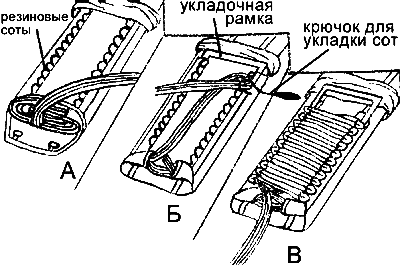 резиновые
соты
укладочная
рамка
крючок для
укладки сот
А
Б
В